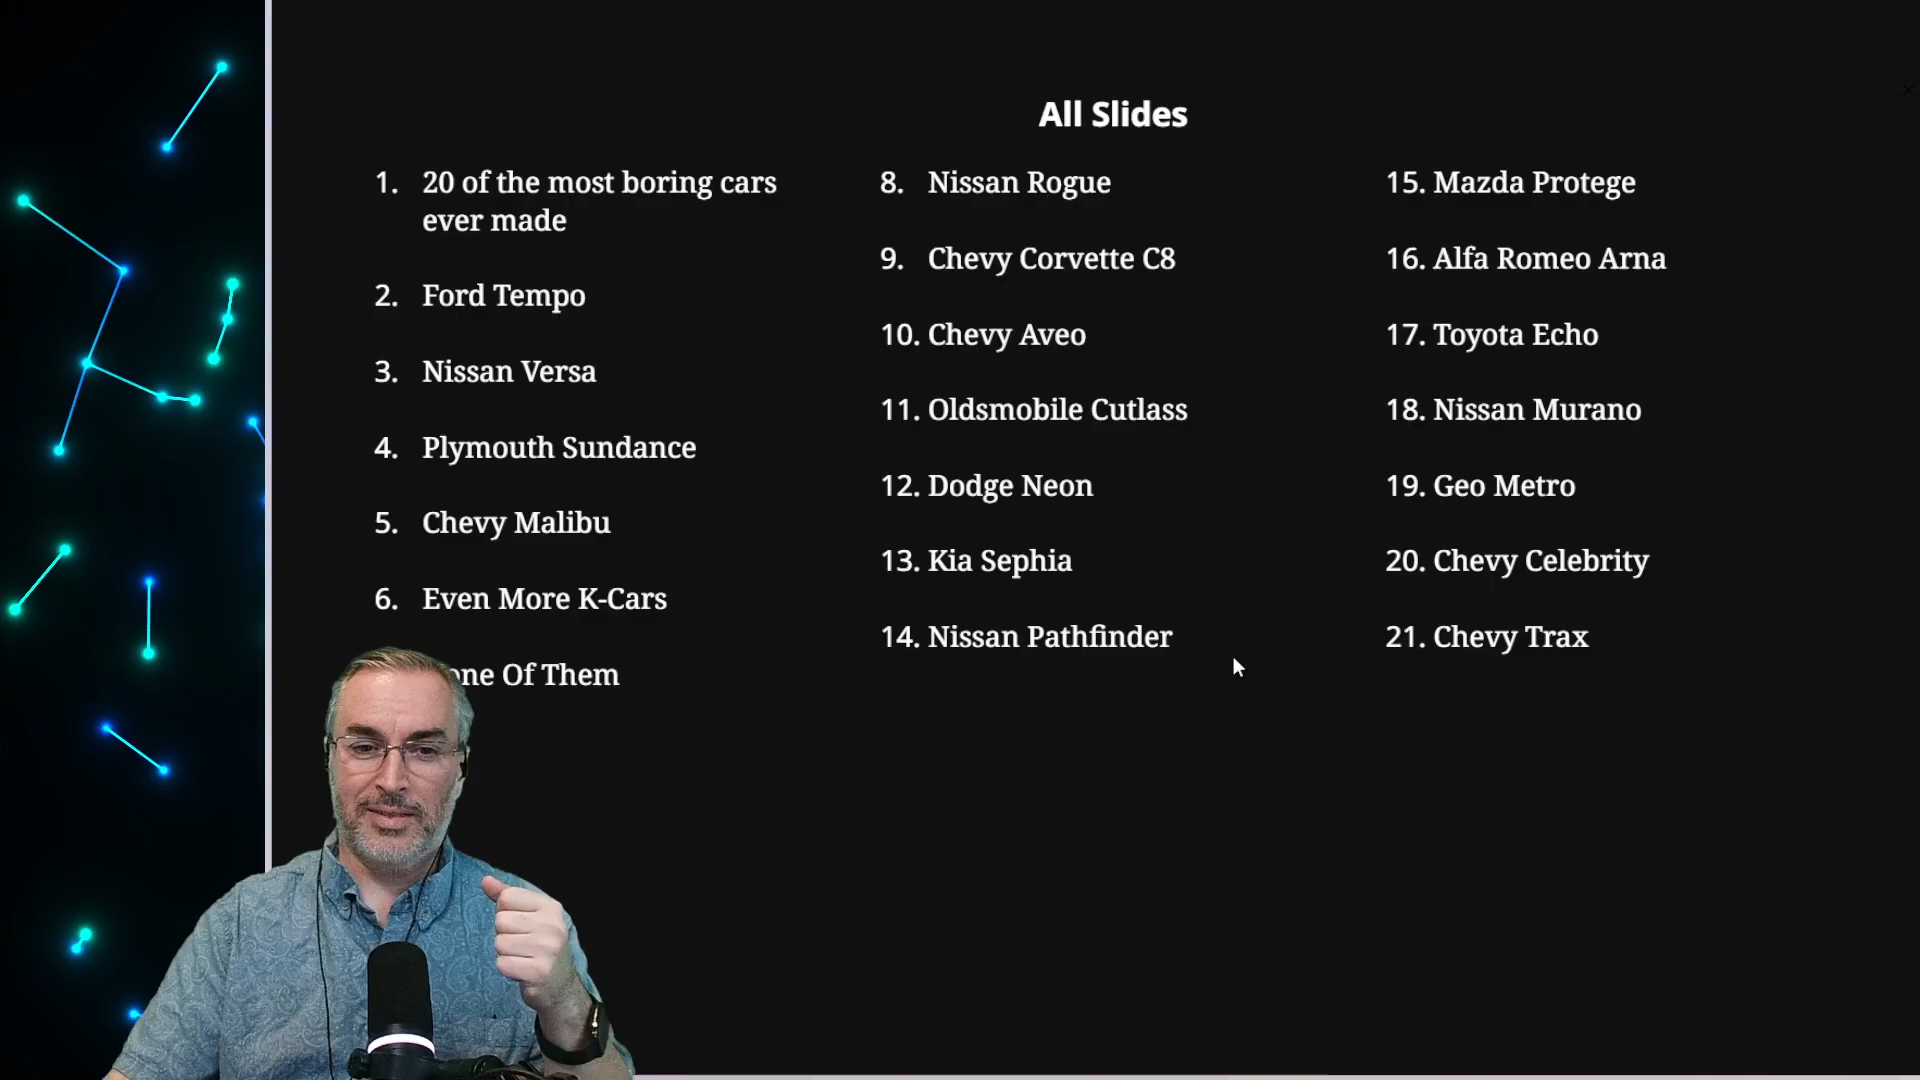 All Slides
1. 20 of the most boring cars
ever made
2. Ford Tempo
3. Nissan Versa
4. Plymouth Sundance
5. Chevy Malibu
6. Even More K-Cars
Of Them
8. Nissan Rogue
9. Chevy Corvette C8
10. Chevy Aveo
11. Oldsmobile Cutlass
12. Dodge Neon
13. Kia Sephia
14. Nissan Pathfinder
15. Mazda Protege
16. Alfa Romeo Arna
17. Toyota Echo
18. Nissan Murano
19. Geo Metro
20. Chevy Celebrity
21. Chevy Trax